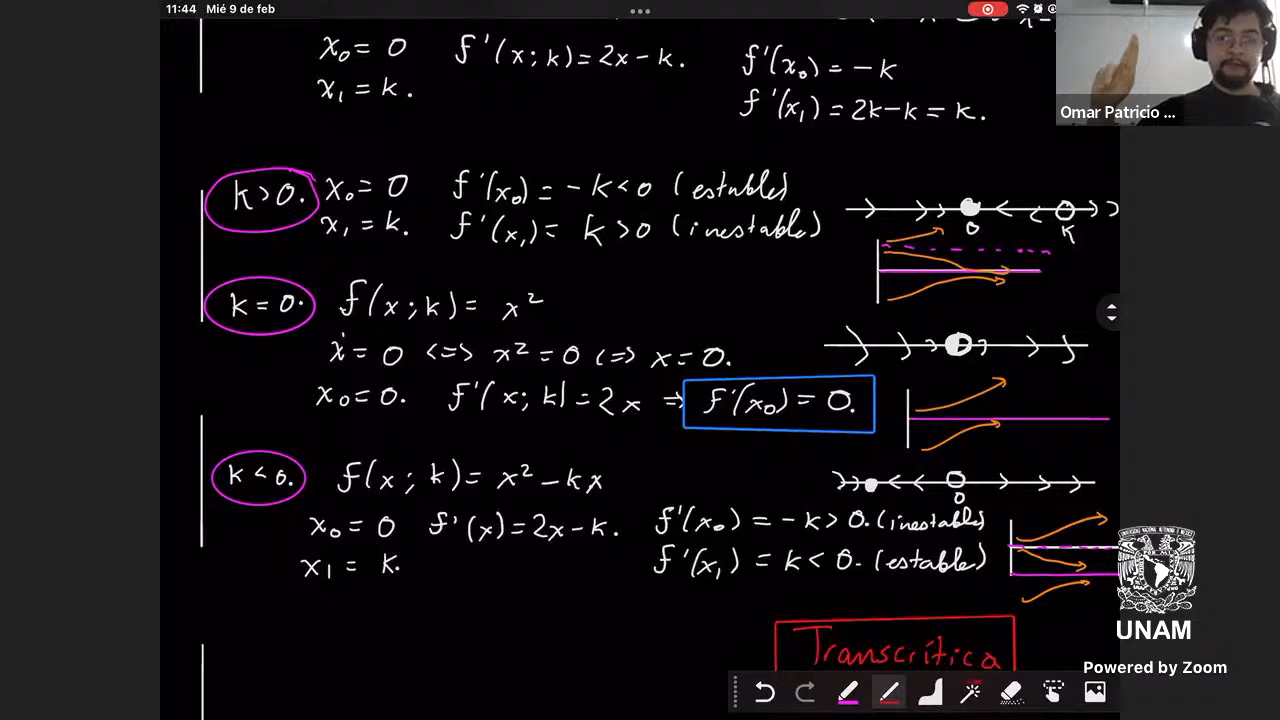 11:44 Mié 9 de feb
x₀ = 0 f'(x; k) = 2x - k. f'(x₀) = -k
x₁ = k. f'(x₁) = 2k - k = k.
Omar Patricio ...
k > 0. x₀ = 0 f'(x₀) = -k < 0 (estable)
x₁ = k. f'(x₁) = k > 0 (inestable)
0 k
k = 0. f(x; k) = x²
ẋ = 0 <=> x² = 0 <=> x = 0.
x₀ = 0. f'(x; k) = 2x => f'(x₀) = 0.
k < 0. f(x; k) = x² - kx
0
x₀ = 0 f'(x) = 2x - k. f'(x₀) = -k > 0. (inestable)
x₁ = k. f'(x₁) = k < 0. (estable)
Transcrítica
UNAM
Powered by Zoom